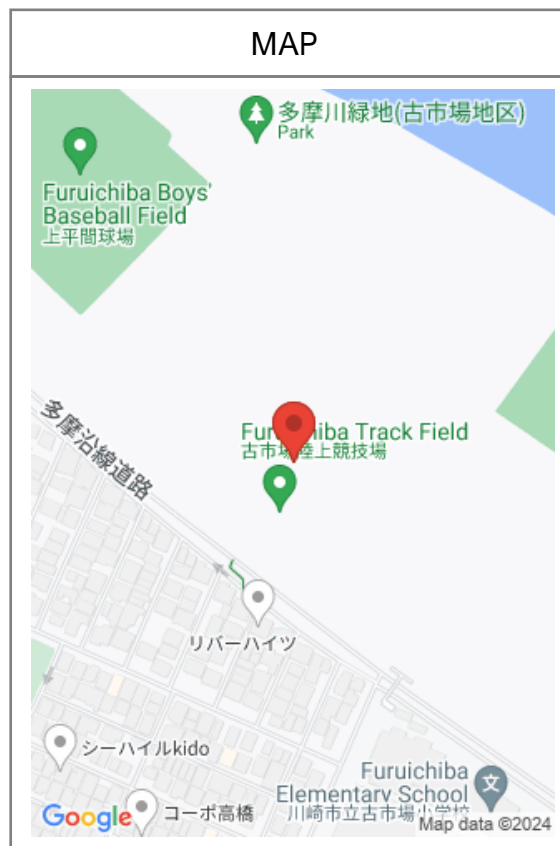 MAP
多摩川緑地(古市場地区)
Park
Furuichiba Boys'
Baseball Field
上平間球場
多摩沿線道路
Furuichiba Track Field
古市場陸上競技場
リバーハイツ
シーハイルkido
Furuichiba
Elementary School
川崎市立古市場小学校
コーポ高橋
Google
Map data ©2024